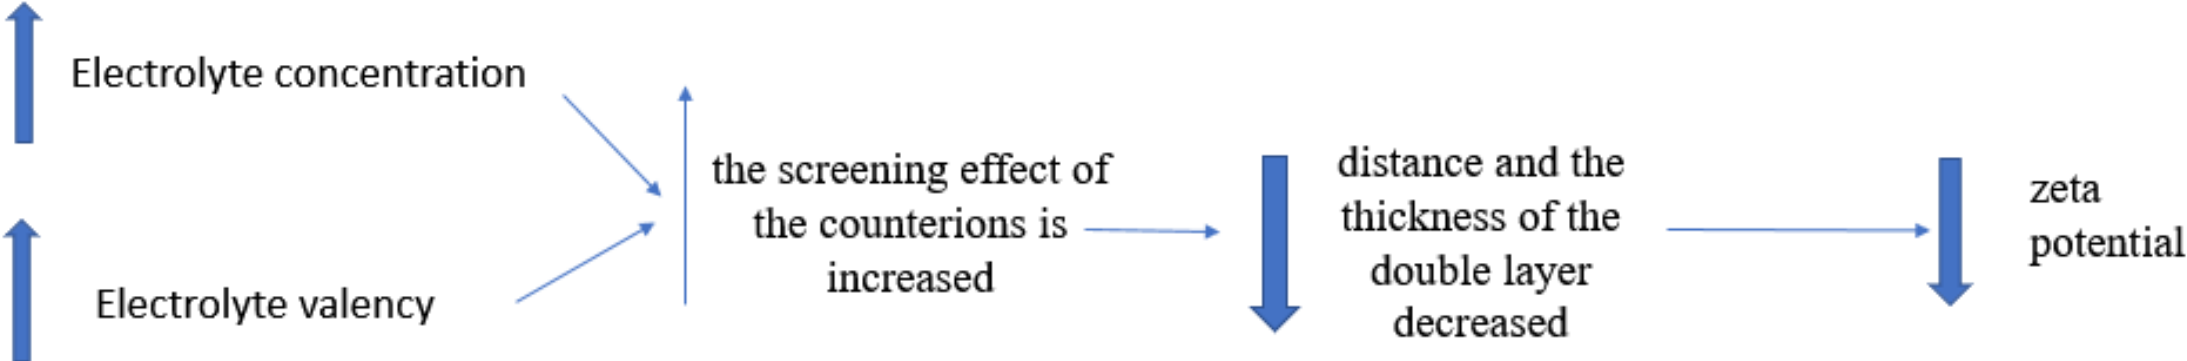 Electrolyte concentration
Electrolyte valency
the screening effect of
the counterions is
increased
distance and the
thickness of the
double layer
decreased
zeta
potential